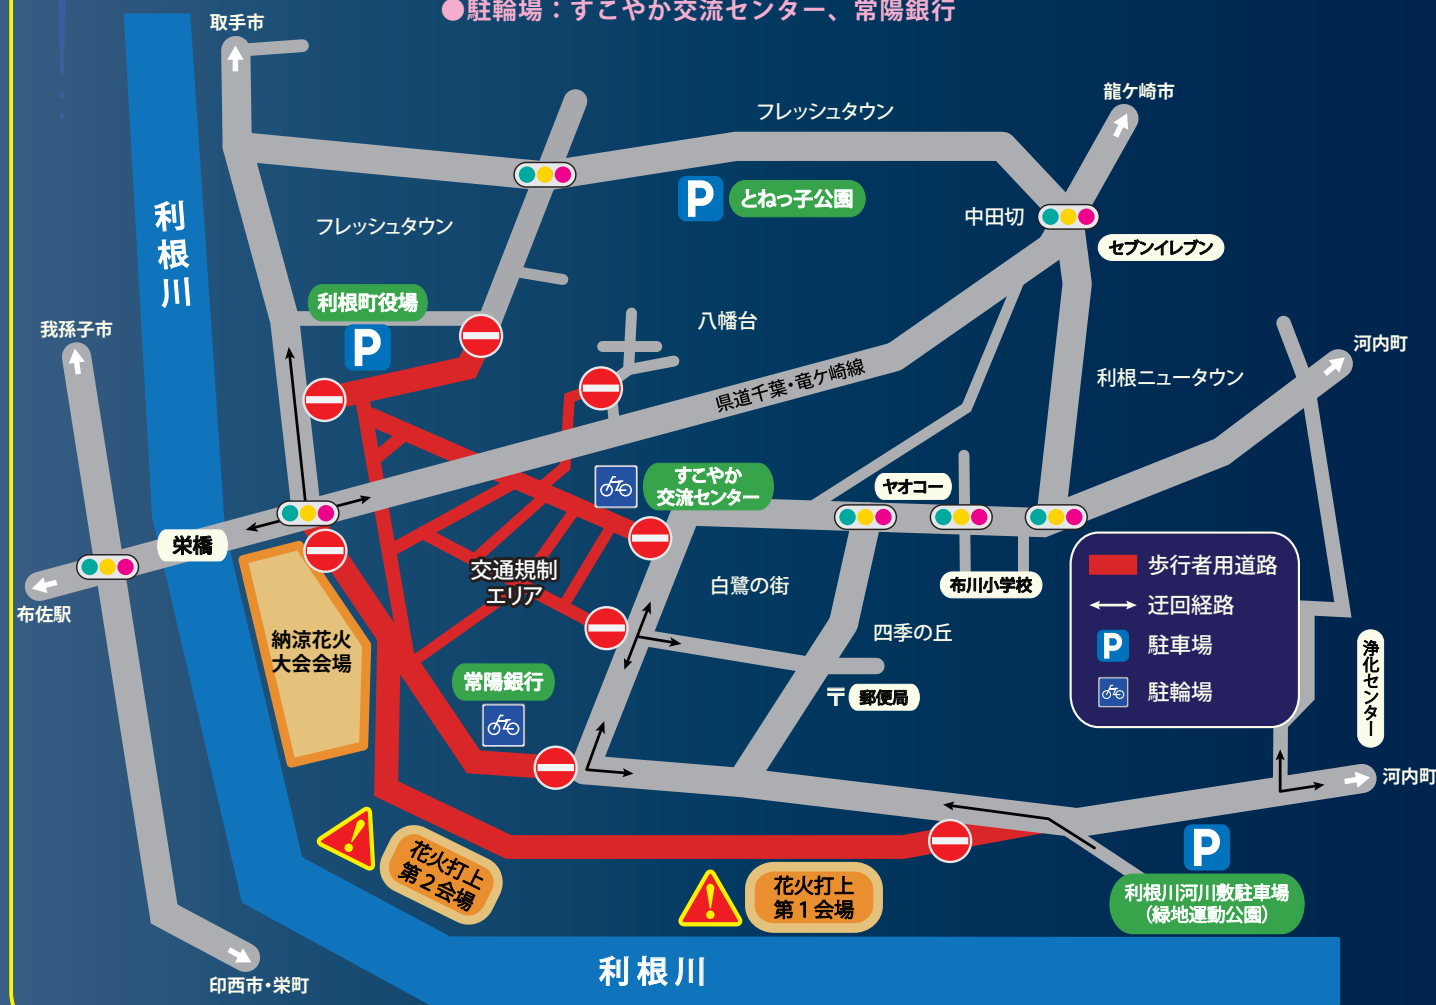 ●駐輪場：すこやか交流センター、常陽銀行
取手市
龍ケ崎市
フレッシュタウン
とねっ子公園
P
中田切
セブンイレブン
利根川
フレッシュタウン
利根町役場
P
八幡台
我孫子市
河内町
県道千葉・竜ケ崎線
利根ニュータウン
すこやか
交流センター
ヤオコー
栄橋
交通規制
エリア
白鷺の街
布川小学校
歩行者用道路
迂回経路
P
駐車場
駐輪場
布佐駅
納涼花火
大会会場
四季の丘
浄化センター
常陽銀行
〒
郵便局
河内町
花火打上
第2会場
花火打上
第1会場
P
利根川河川敷駐車場
（緑地運動公園）
印西市・栄町
利根川